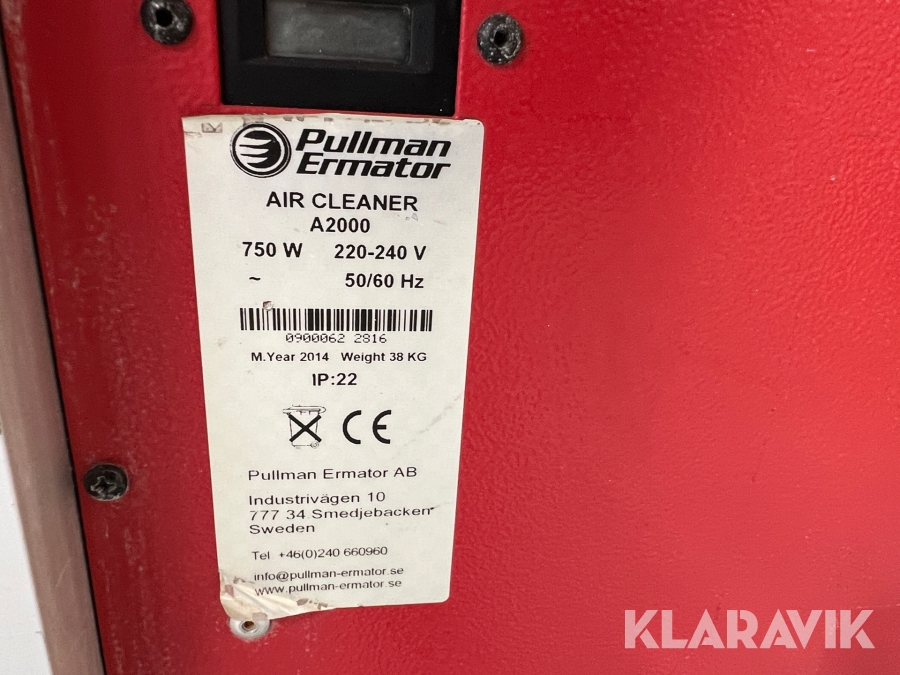 Pullman
Ermator
AIR CLEANER
A2000
750 W 220-240 V
~ 50/60 Hz
0900062 2816
M.Year 2014 Weight 38 KG
IP:22
CE
Pullman Ermator AB
Industrivägen 10
777 34 Smedjebacken
Sweden
Tel +46(0)240 660960
info@pullman-ermator.se
www.pullman-ermator.se
KLARAVIK